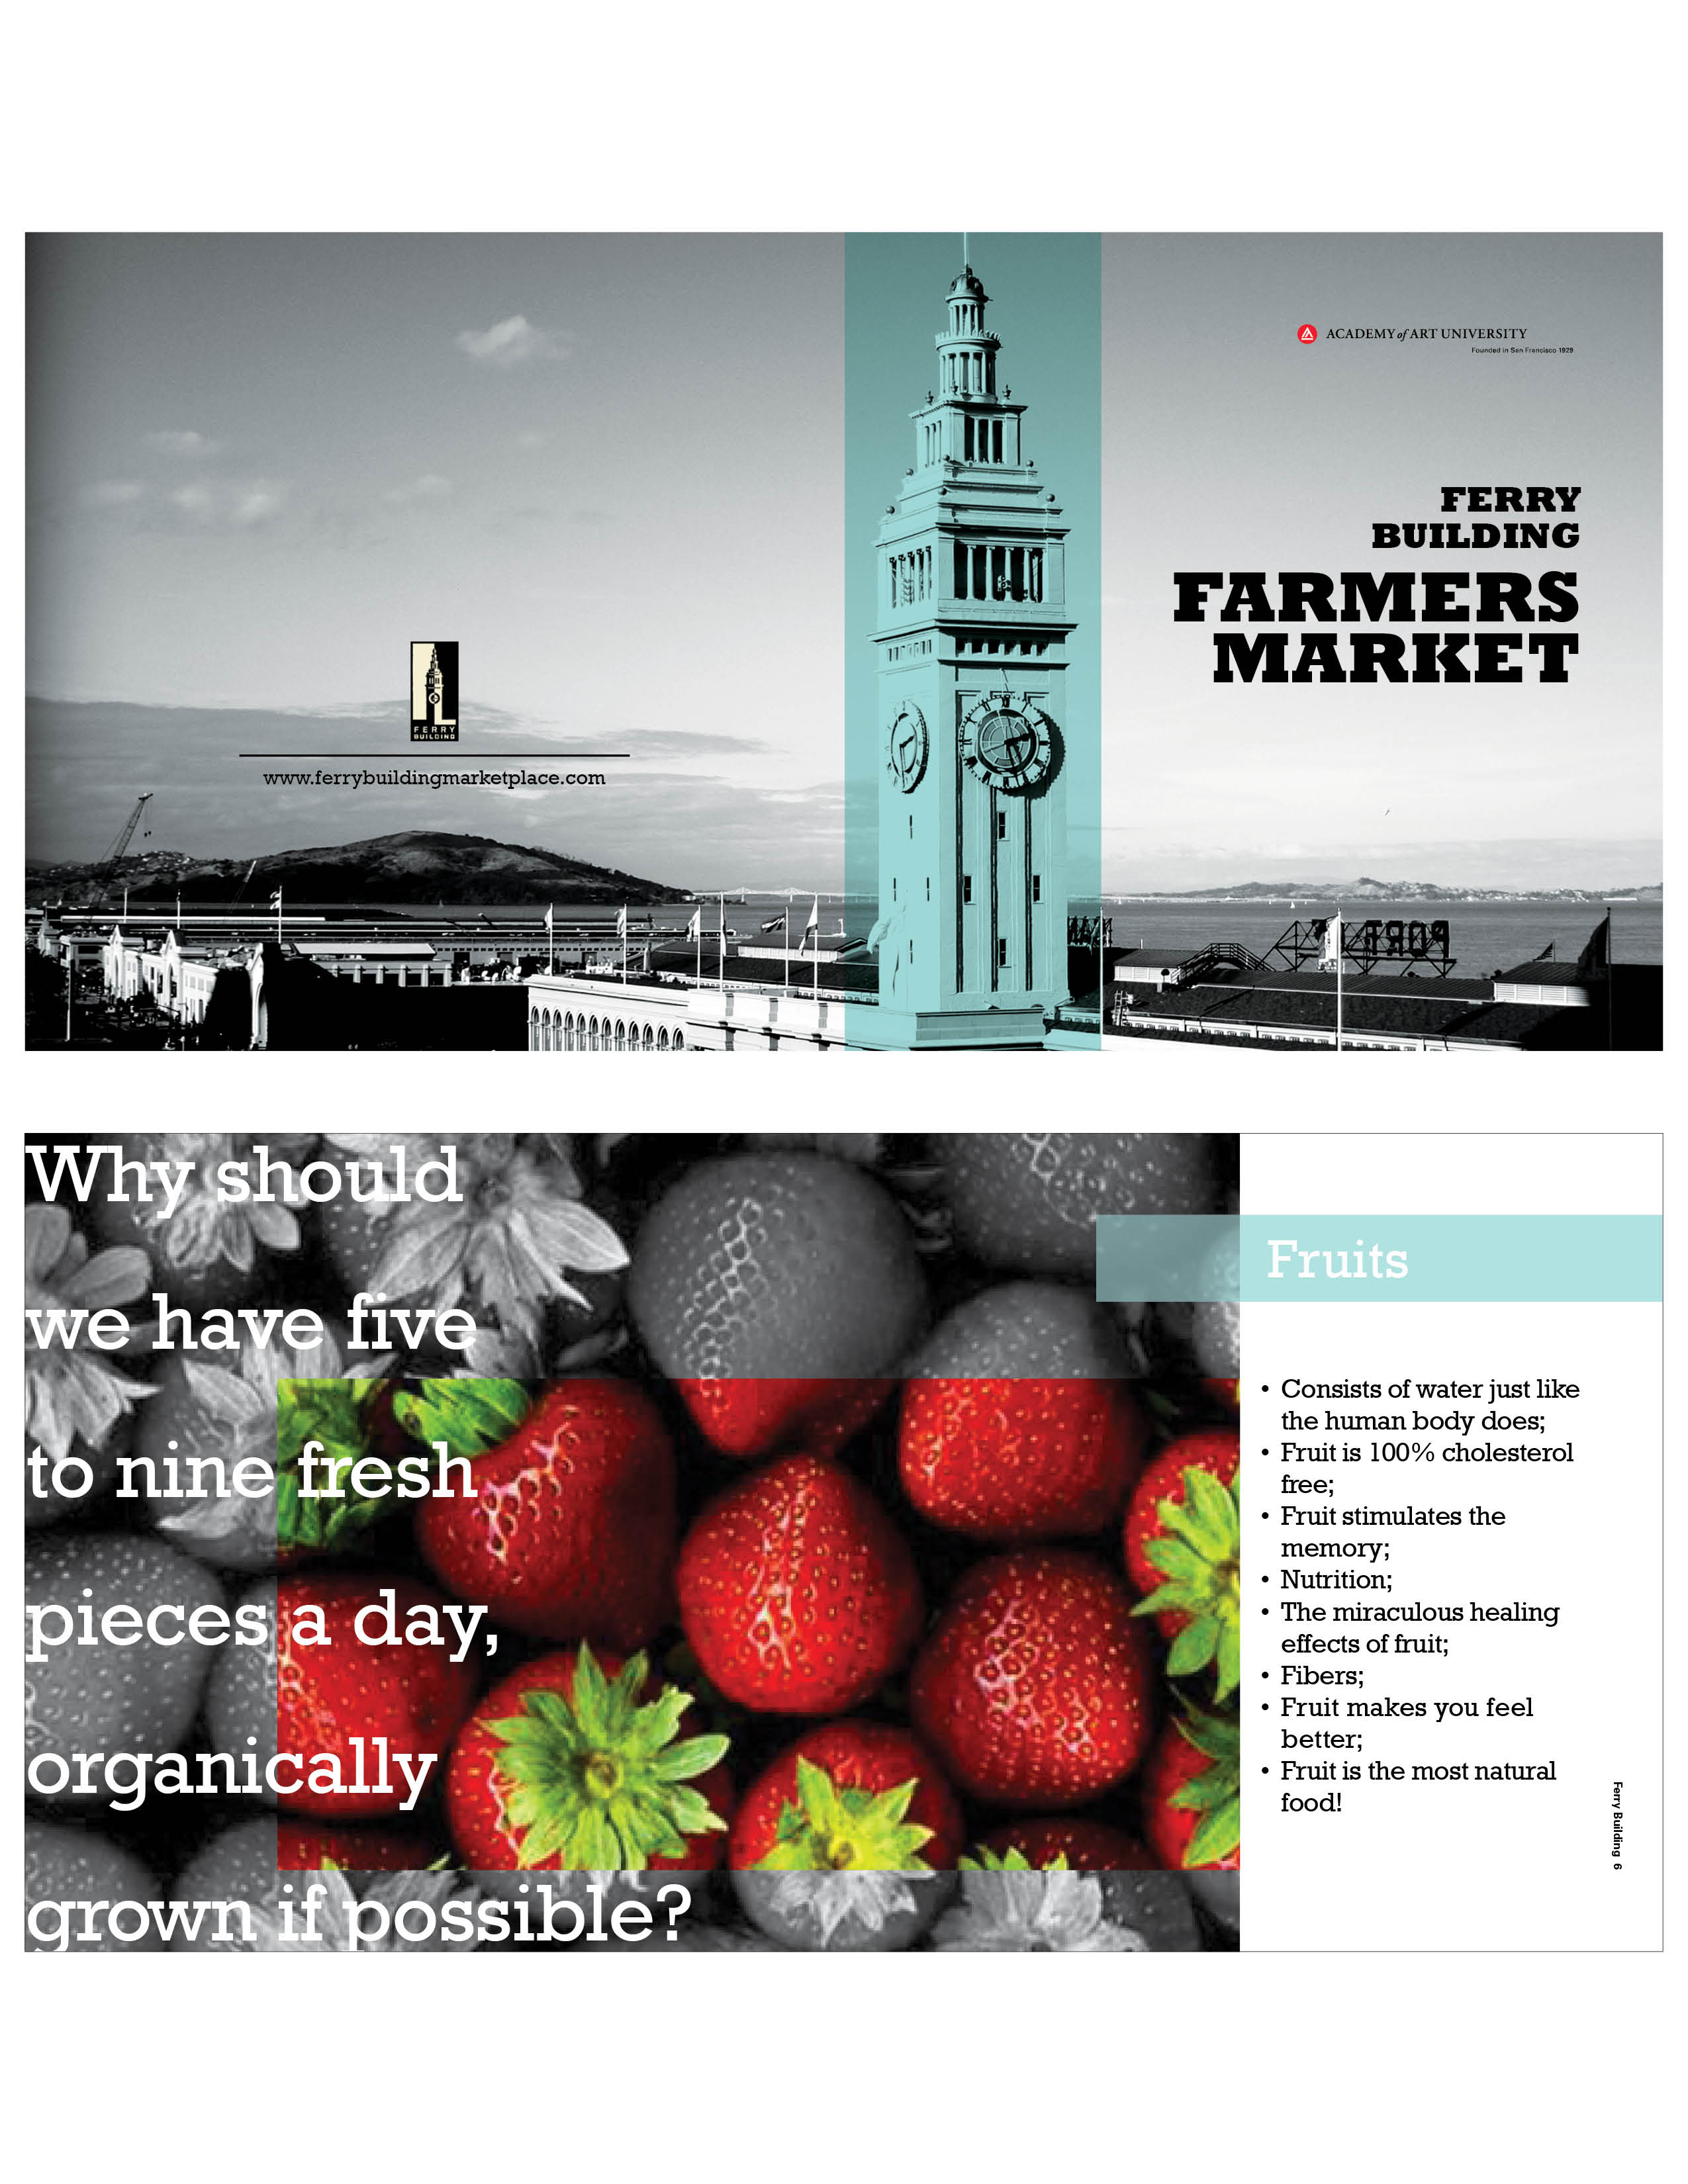 ACADEMY of ART UNIVERSITY
Founded in San Francisco 1929
FERRY
BUILDING
FARMERS
MARKET
FERRY
BUILDING
www.ferrybuildingmarketplace.com
PORT
Why should
we have five
to nine fresh
pieces a day,
organically
grown if possible?
Fruits
• Consists of water just like
the human body does;
• Fruit is 100% cholesterol
free;
• Fruit stimulates the
memory;
• Nutrition;
• The miraculous healing
effects of fruit;
• Fibers;
• Fruit makes you feel
better;
• Fruit is the most natural
food!
Ferry Building 6